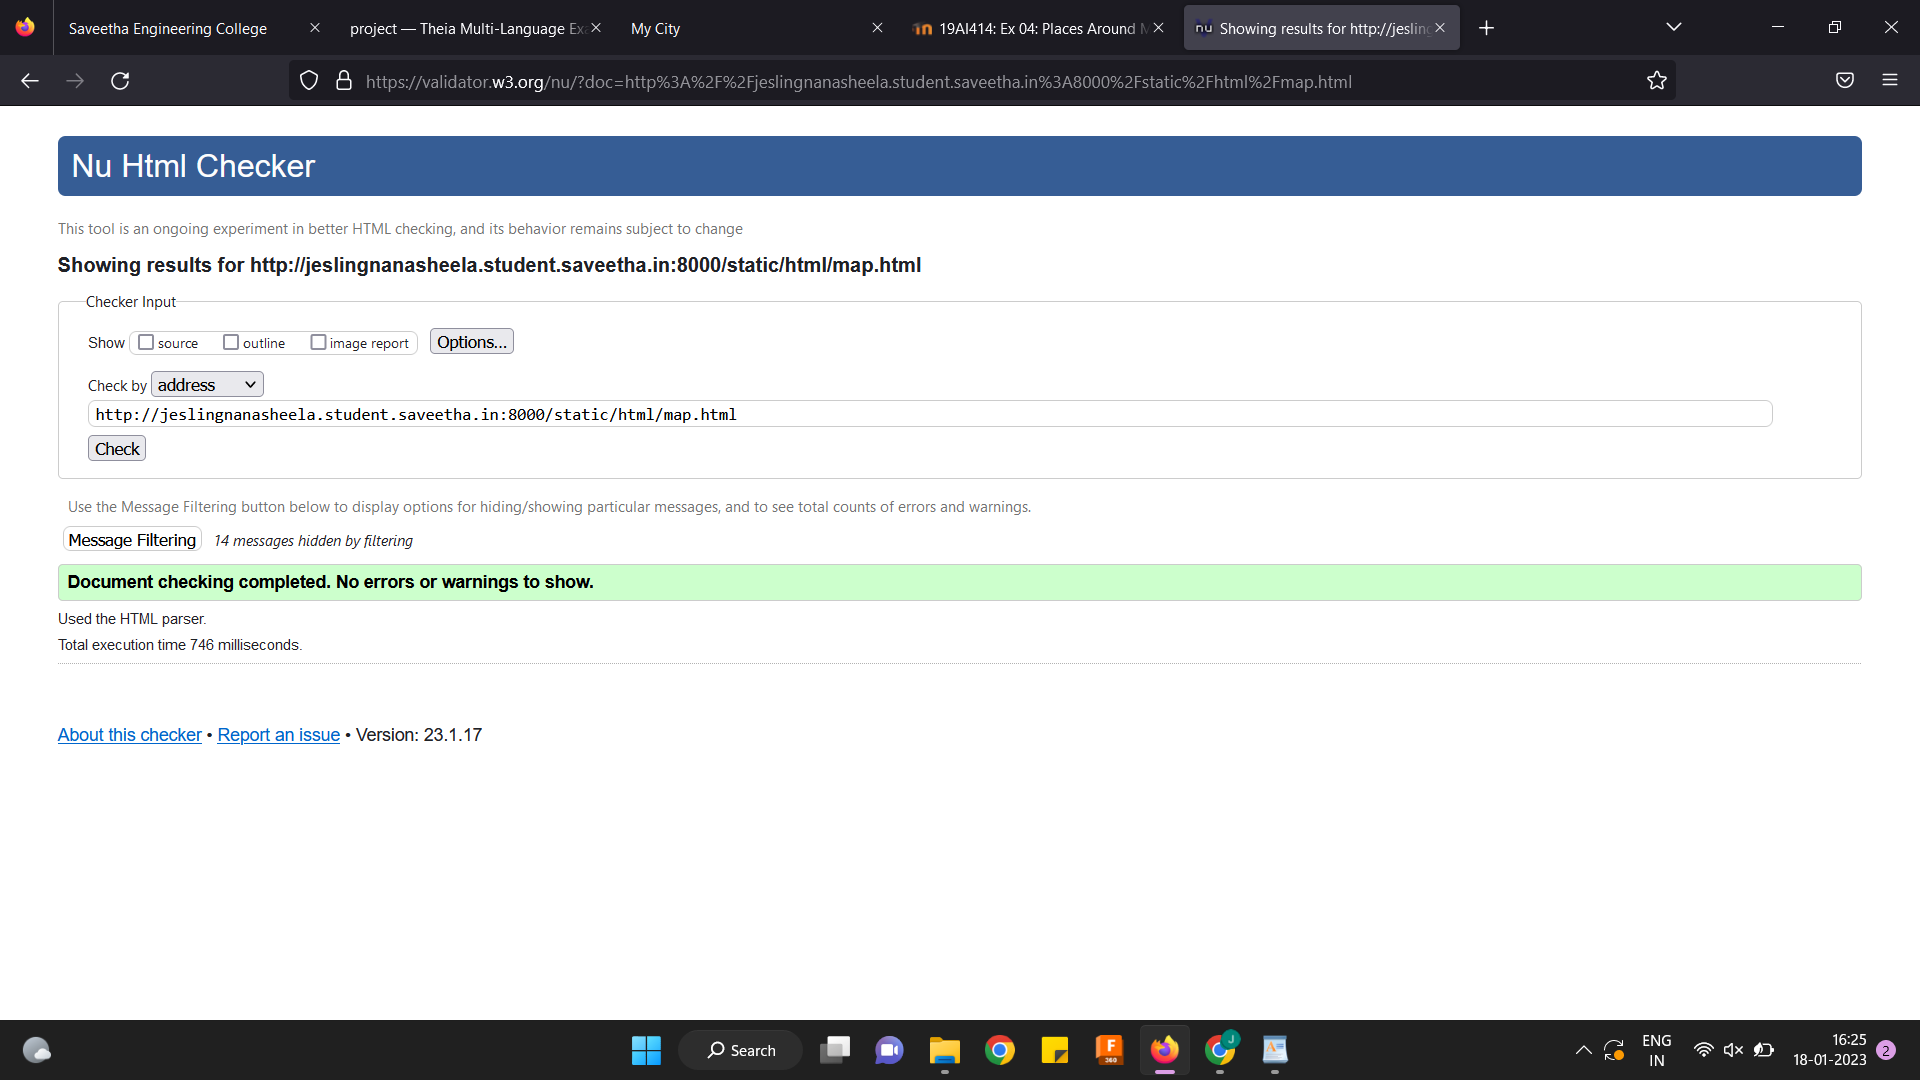 Saveetha Engineering College
project — Theia Multi-Language Ex
My City
19AI414: Ex 04: Places Around M
nu Showing results for http://jesling
https://validator.w3.org/nu/?doc=http%3A%2F%2Fjeslingnanasheela.student.saveetha.in%3A8000%2Fstatic%2Fhtml%2Fmap.html
Nu Html Checker
This tool is an ongoing experiment in better HTML checking, and its behavior remains subject to change
Showing results for http://jeslingnanasheela.student.saveetha.in:8000/static/html/map.html
Checker Input
Show source outline image report Options...
Check by address
http://jeslingnanasheela.student.saveetha.in:8000/static/html/map.html
Check
Use the Message Filtering button below to display options for hiding/showing particular messages, and to see total counts of errors and warnings.
Message Filtering 14 messages hidden by filtering
Document checking completed. No errors or warnings to show.
Used the HTML parser.
Total execution time 746 milliseconds.
About this checker • Report an issue • Version: 23.1.17
Search
F
360
J
ENG
IN
16:25
18-01-2023
2